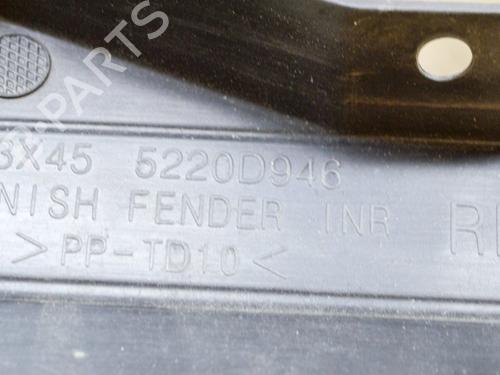 3X45 5220D946
NISH FENDER INR
>PP-TD10<